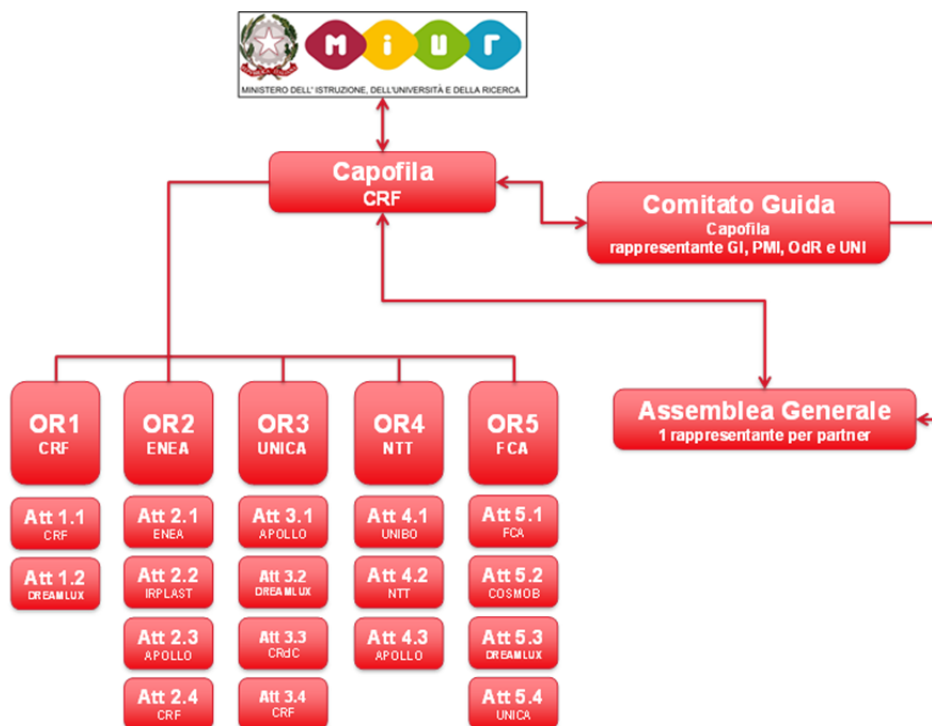 MiUr
MINISTERO DELL' ISTRUZIONE, DELL'UNIVERSITÀ E DELLA RICERCA
Capofila
CRF
Comitato Guida
Capofila
rappresentante GI, PMI, OdR e UNI
Assemblea Generale
1 rappresentante per partner
OR1
CRF
OR2
ENEA
OR3
UNICA
OR4
NTT
OR5
FCA
Att 1.1
CRF
Att 2.1
ENEA
Att 3.1
APOLLO
Att 4.1
UNIBO
Att 5.1
FCA
Att 1.2
DREAMLUX
Att 2.2
IRPLAST
Att 3.2
DREAMLUX
Att 4.2
NTT
Att 5.2
COSMOB
Att 2.3
APOLLO
Att 3.3
CRdC
Att 4.3
APOLLO
Att 5.3
DREAMLUX
Att 2.4
CRF
Att 3.4
CRF
Att 5.4
UNICA